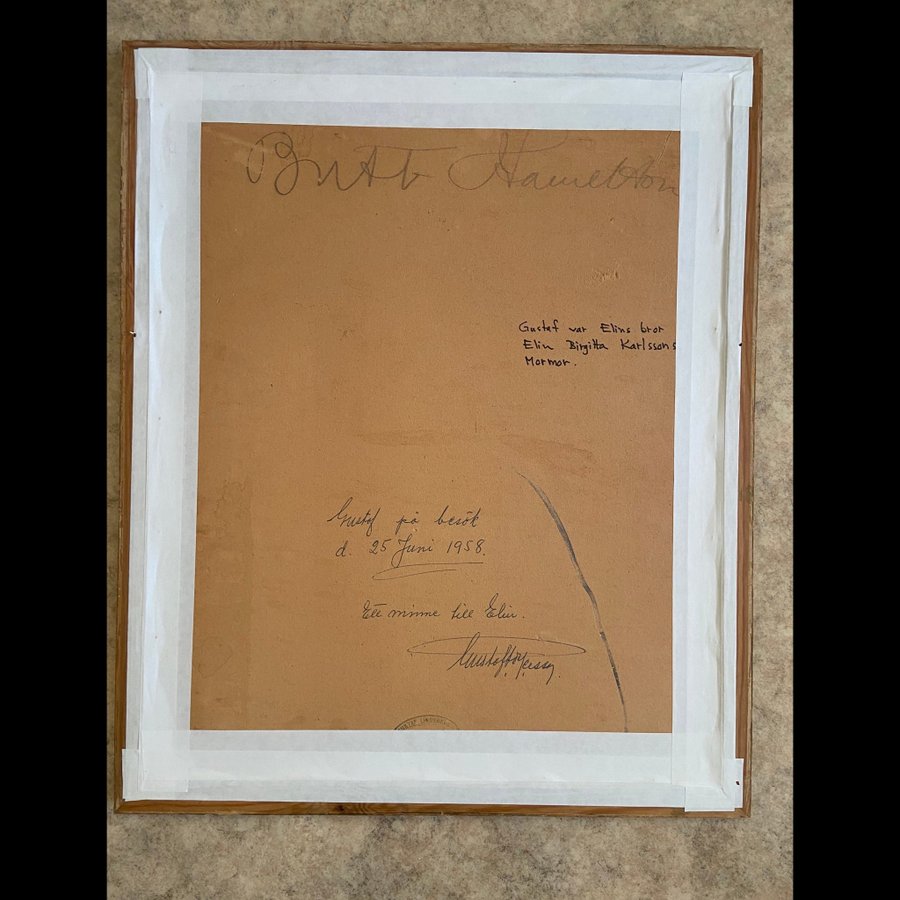 Britt Hamilton
Gustaf var Elins bror
Elin Birgitta Karlssons
Mormor.
Gustaf på besök
d. 25 Juni 1958.
Ett minne till Elin.